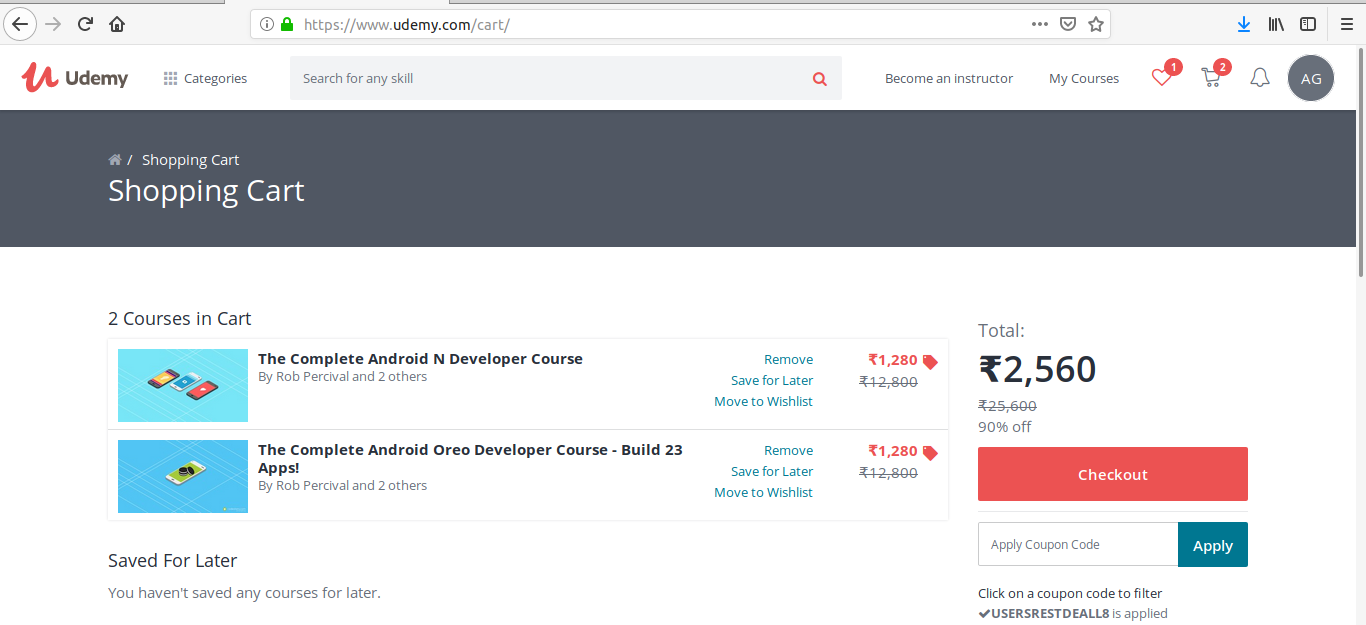 https://www.udemy.com/cart/
Udemy
Categories
Search for any skill
Become an instructor
My Courses
1
2
AG
/ Shopping Cart
Shopping Cart
2 Courses in Cart
The Complete Android N Developer Course
By Rob Percival and 2 others
Remove
Save for Later
Move to Wishlist
₹1,280
₹12,800
The Complete Android Oreo Developer Course - Build 23
Apps!
By Rob Percival and 2 others
Remove
Save for Later
Move to Wishlist
₹1,280
₹12,800
Saved For Later
You haven't saved any courses for later.
Total:
₹2,560
₹25,600
90% off
Checkout
Apply Coupon Code
Apply
Click on a coupon code to filter
USERSRESTDEALL8 is applied